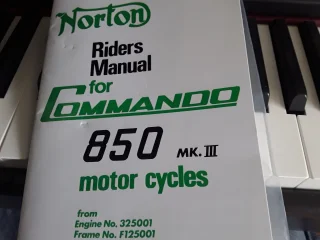 Norton
Riders
Manual
for
COMMANDO
850 MK. III
motor cycles
from
Engine No. 325001
Frame No. F125001